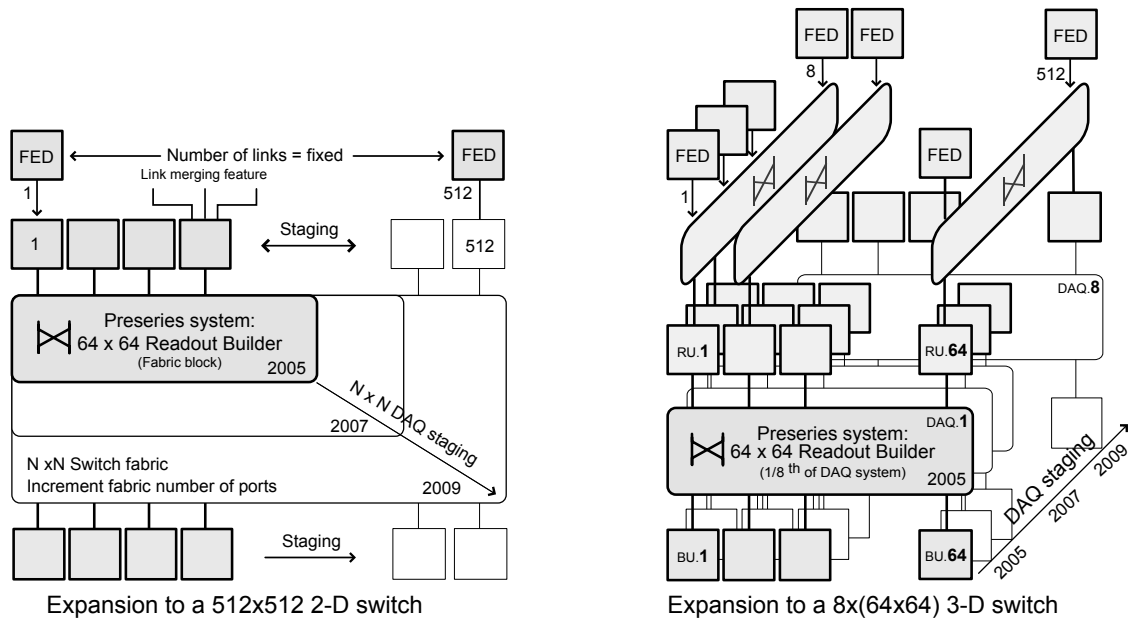 FED
Number of links = fixed
FED
Link merging feature
1
512
1
Staging
512
Preseries system:
64 x 64 Readout Builder
(Fabric block)
2005
N x N DAQ staging
2007
N xN Switch fabric
Increment fabric number of ports
2009
Staging
Expansion to a 512x512 2-D switch
FED
FED
FED
8
512
FED
FED
1
DAQ.8
RU.1
RU.64
DAQ.1
Preseries system:
64 x 64 Readout Builder
(1/8 th of DAQ system)
2005
DAQ staging
2005
2007
2009
BU.1
BU.64
Expansion to a 8x(64x64) 3-D switch